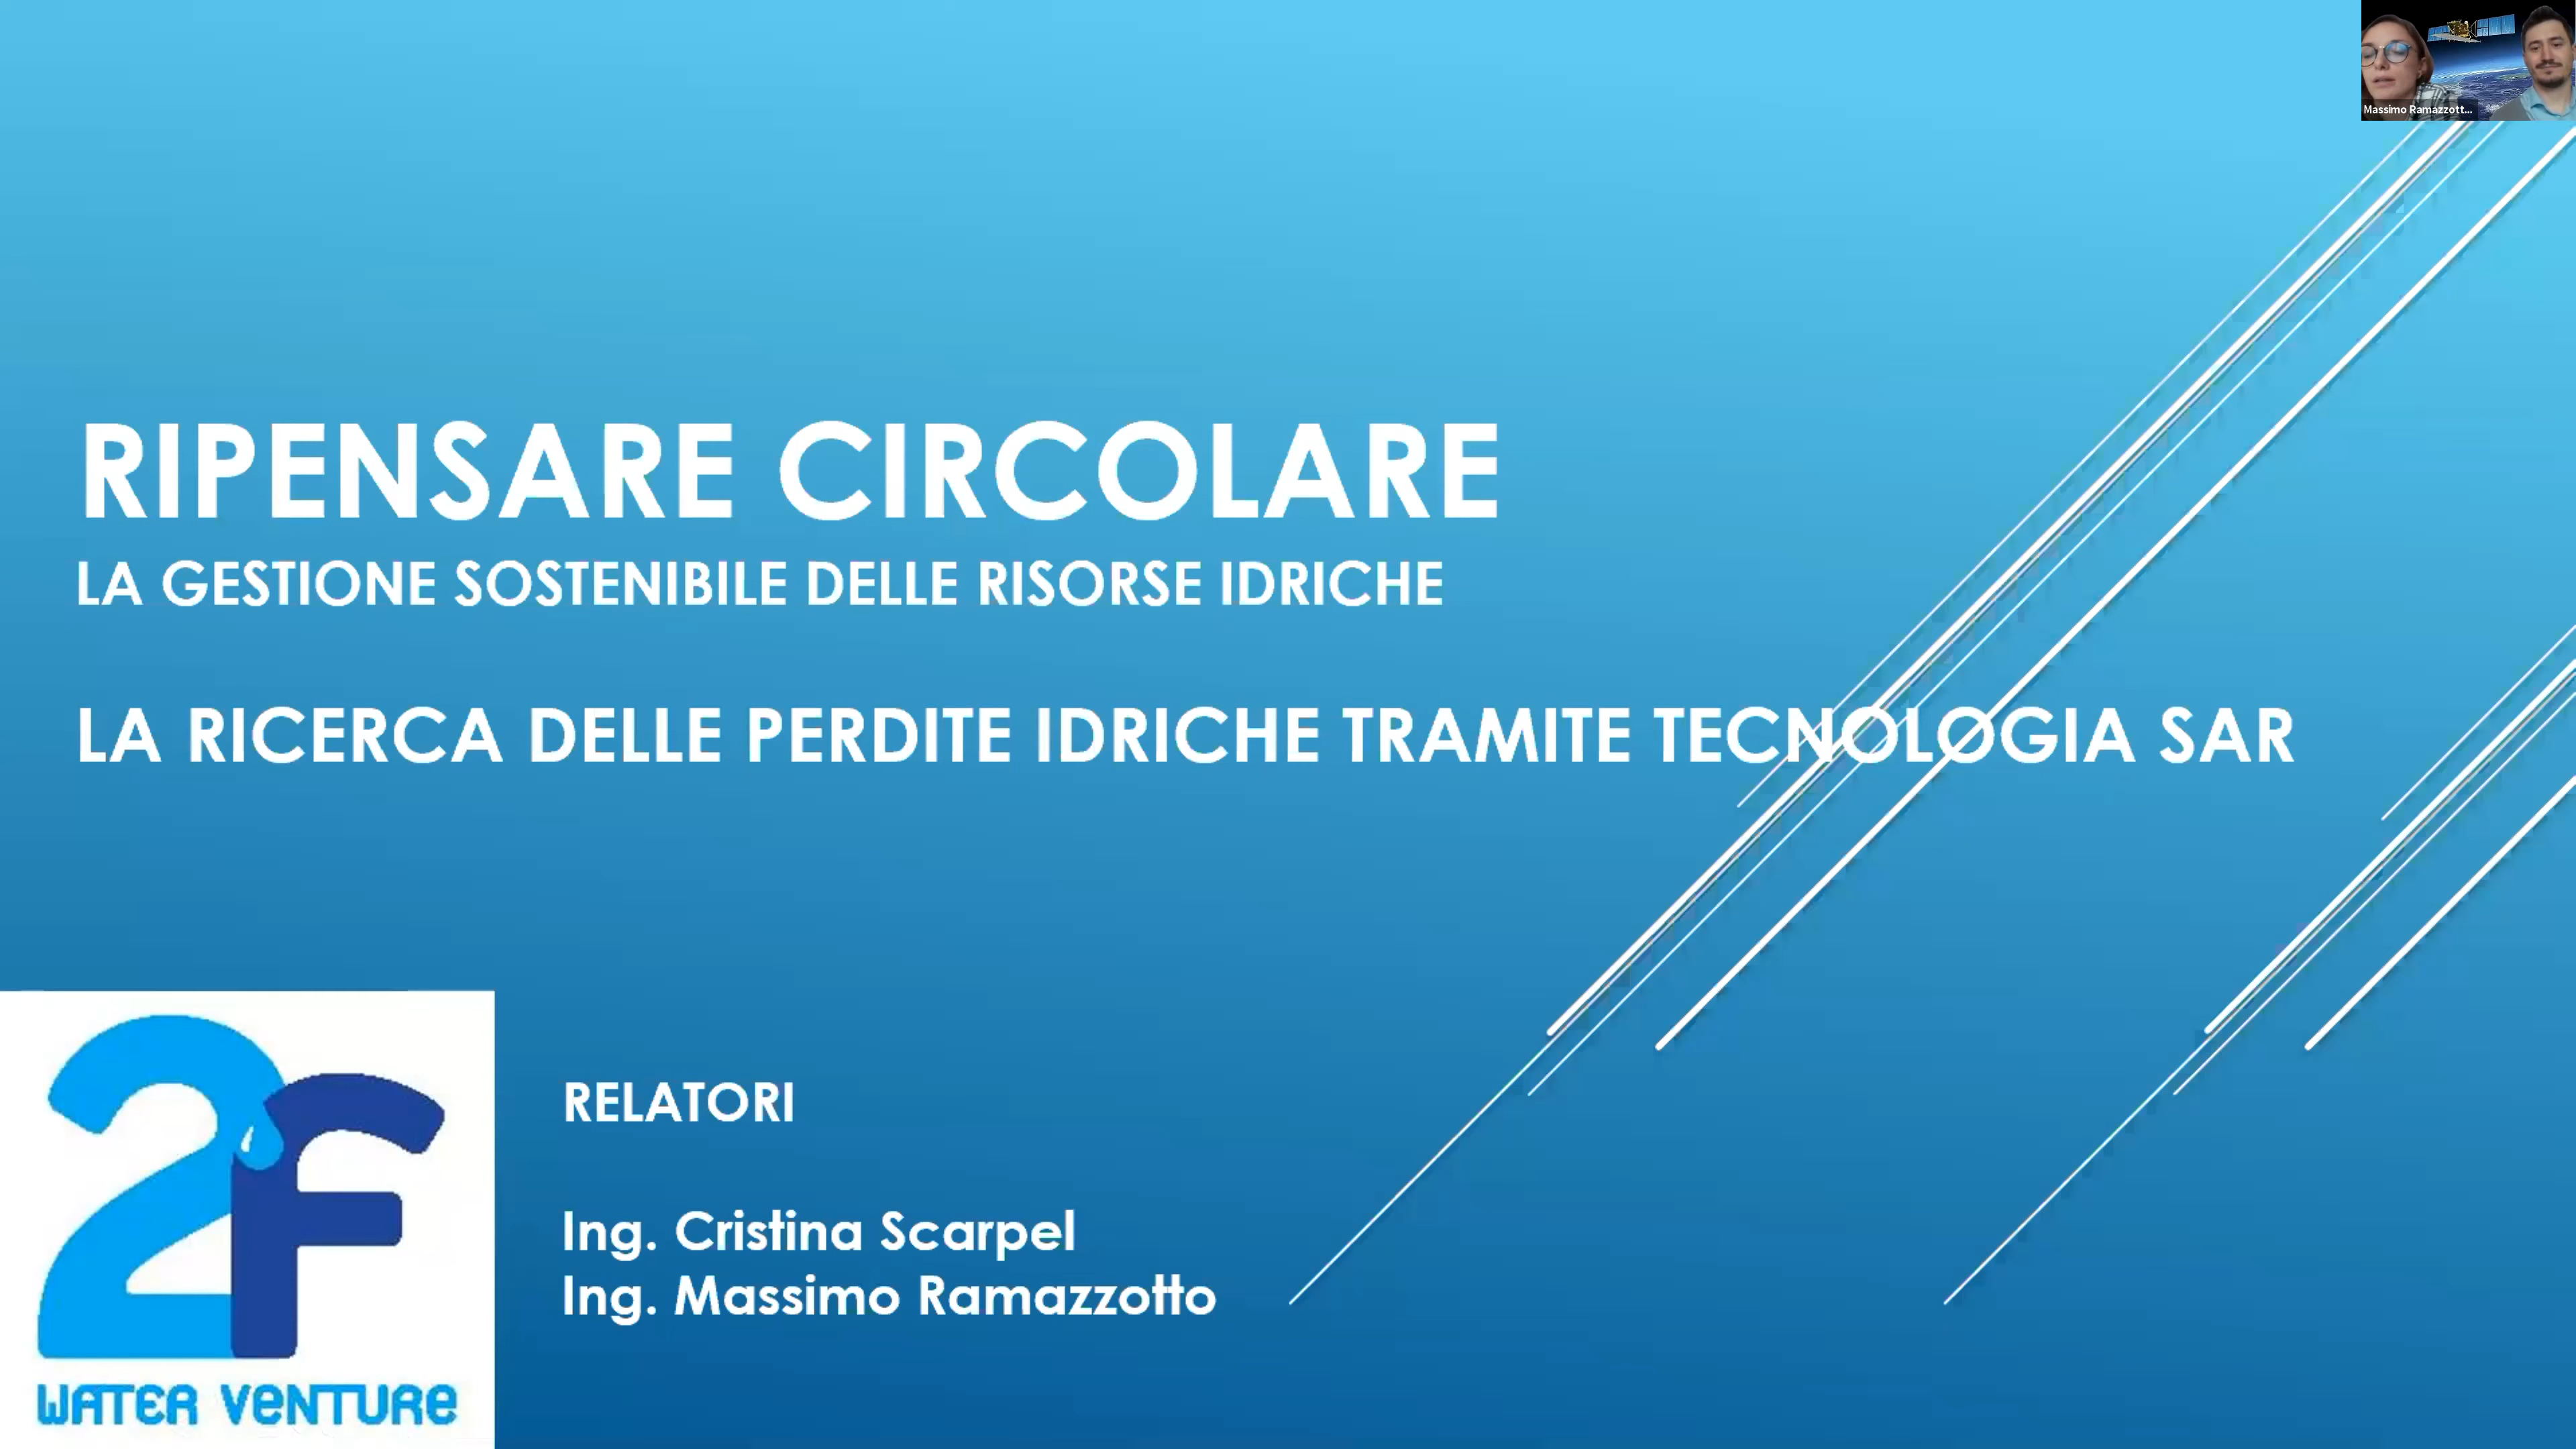 Massimo Ramazzott...
RIPENSARE CIRCOLARE
LA GESTIONE SOSTENIBILE DELLE RISORSE IDRICHE
LA RICERCA DELLE PERDITE IDRICHE TRAMITE TECNOLOGIA SAR
2F
WATER VENTURE
RELATORI
Ing. Cristina Scarpel
Ing. Massimo Ramazzotto